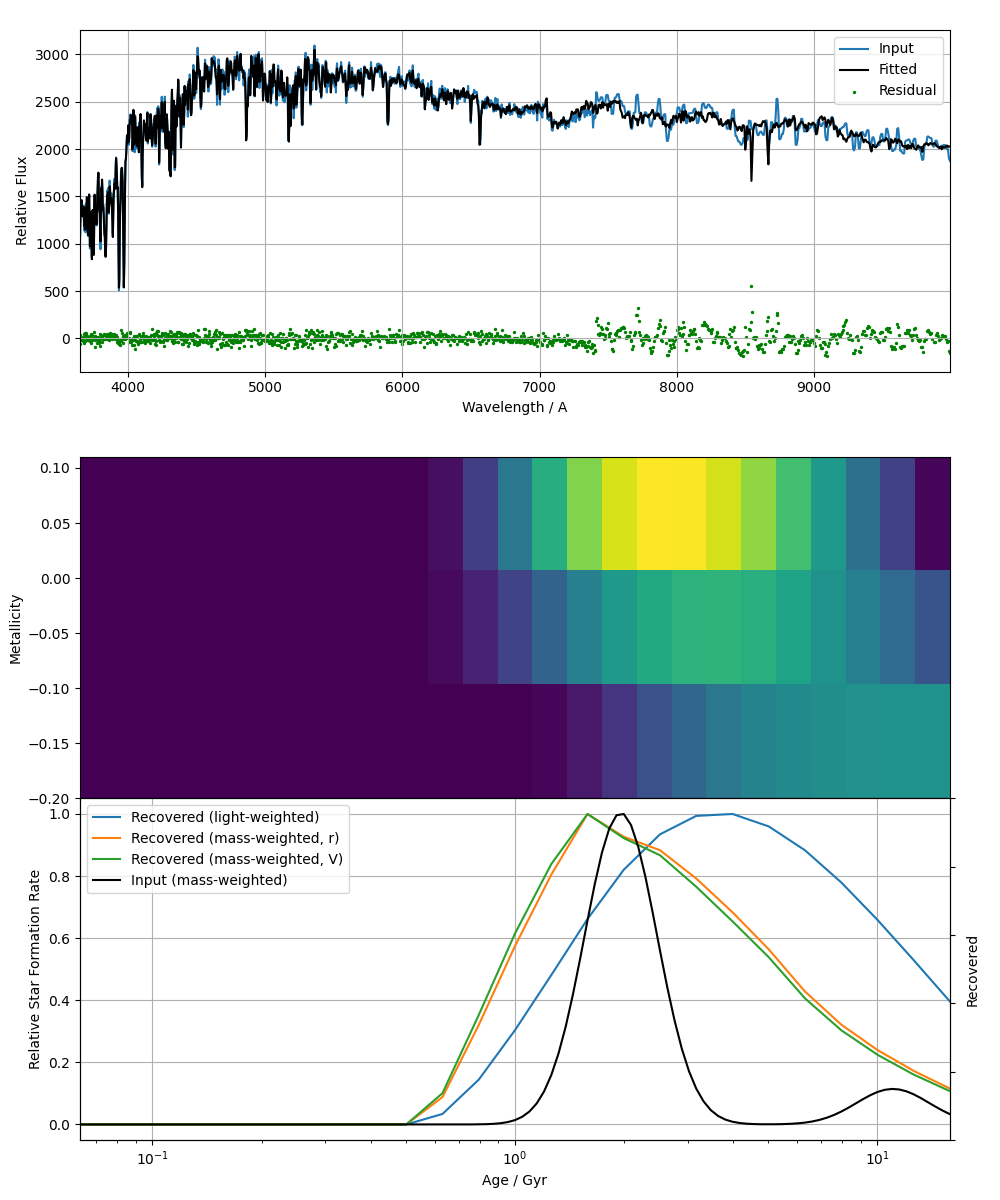 3000
2500
2000
1500
1000
500
0
Relative Flux
Input
Fitted
Residual
4000
5000
6000
7000
8000
9000
Wavelength / A
0.10
0.05
0.00
−0.05
−0.10
−0.15
−0.20
Metallicity
1.0
0.8
0.6
0.4
0.2
0.0
Relative Star Formation Rate
Recovered (light-weighted)
Recovered (mass-weighted, r)
Recovered (mass-weighted, V)
Input (mass-weighted)
Recovered
10⁻¹
10⁰
10¹
Age / Gyr